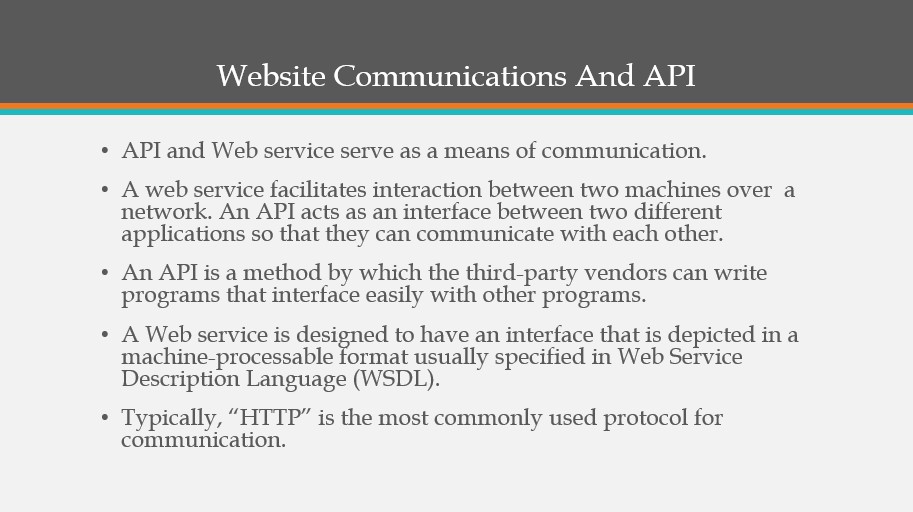 Website Communications And API
• API and Web service serve as a means of communication.
• A web service facilitates interaction between two machines over  a
network. An API acts as an interface between two different
applications so that they can communicate with each other.
• An API is a method by which the third-party vendors can write
programs that interface easily with other programs.
• A Web service is designed to have an interface that is depicted in a
machine-processable format usually specified in Web Service
Description Language (WSDL).
• Typically, “HTTP” is the most commonly used protocol for
communication.